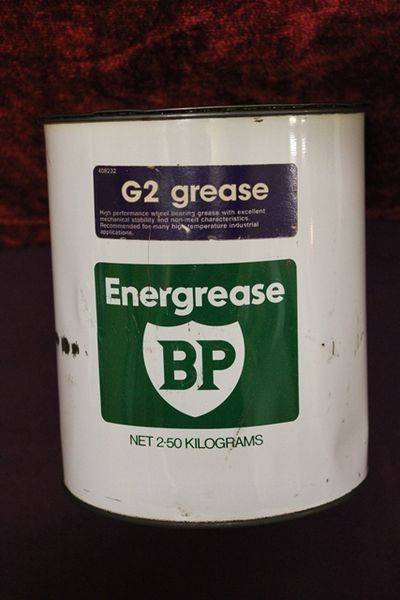 408232
G2 grease
High performance wheel bearing grease with excellent
mechanical stability and non-melt characteristics.
Recommended for many high temperature industrial
applications.
Energrease
BP
NET 2·50 KILOGRAMS